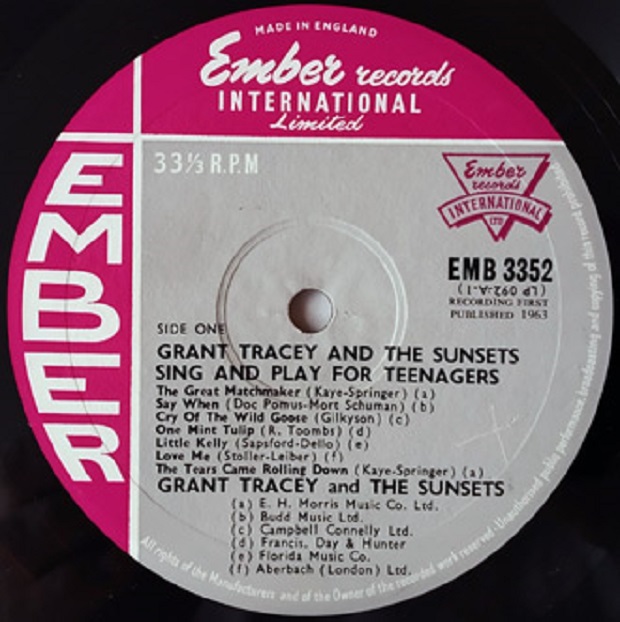 MADE IN ENGLAND
Ember records
INTERNATIONAL
Limited
EMBER
33⅓ R.P.M
Ember
records
INTERNATIONAL
LTD
EMB 3352
(LP 092-A-1)
RECORDING FIRST
PUBLISHED 1963
SIDE ONE
GRANT TRACEY AND THE SUNSETS
SING AND PLAY FOR TEENAGERS
The Great Matchmaker (Kaye-Springer) (a)
Say When (Doc Pomus-Mort Schuman) (b)
Cry Of The Wild Goose (Gilkyson) (c)
One Mint Tulip (R. Toombs) (d)
Little Kelly (Sapsford-Dello) (e)
Love Me (Stoller-Leiber) (f)
The Tears Came Rolling Down (Kaye-Springer) (a)
GRANT TRACEY and THE SUNSETS
(a) E. H. Morris Music Co. Ltd.
(b) Budd Music Ltd.
(c) Campbell Connelly Ltd.
(d) Francis, Day & Hunter
(e) Florida Music Co.
(f) Aberbach (London) Ltd.
All rights of the Manufacturers and of the Owner of the recorded work reserved - Unauthorised public performance, broadcasting and copying of this record prohibited